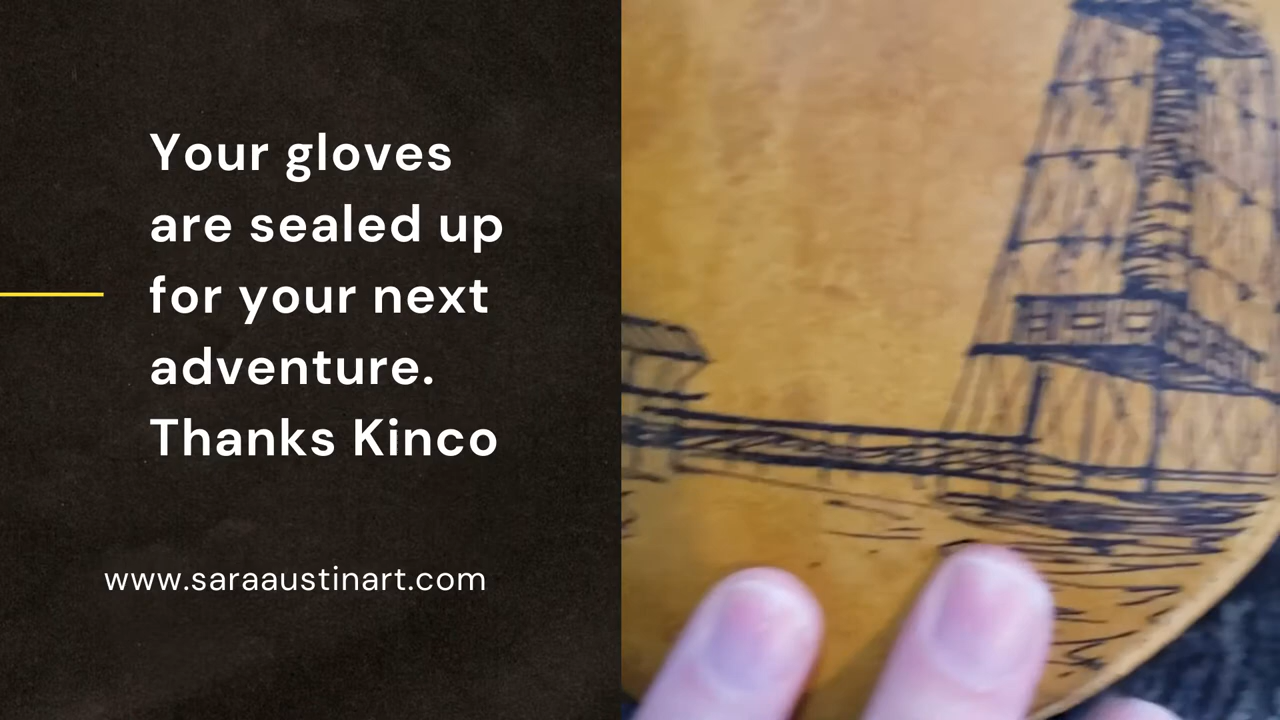 Your gloves
are sealed up
for your next
adventure.
Thanks Kinco
www.saraaustinart.com